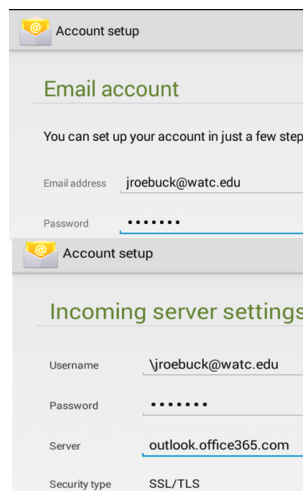 Account setup
Email account
You can set up your account in just a few step
Email address jroebuck@watc.edu
Password •••••••
Account setup
Incoming server settings
Username \jroebuck@watc.edu
Password •••••••
Server outlook.office365.com
Security type SSL/TLS